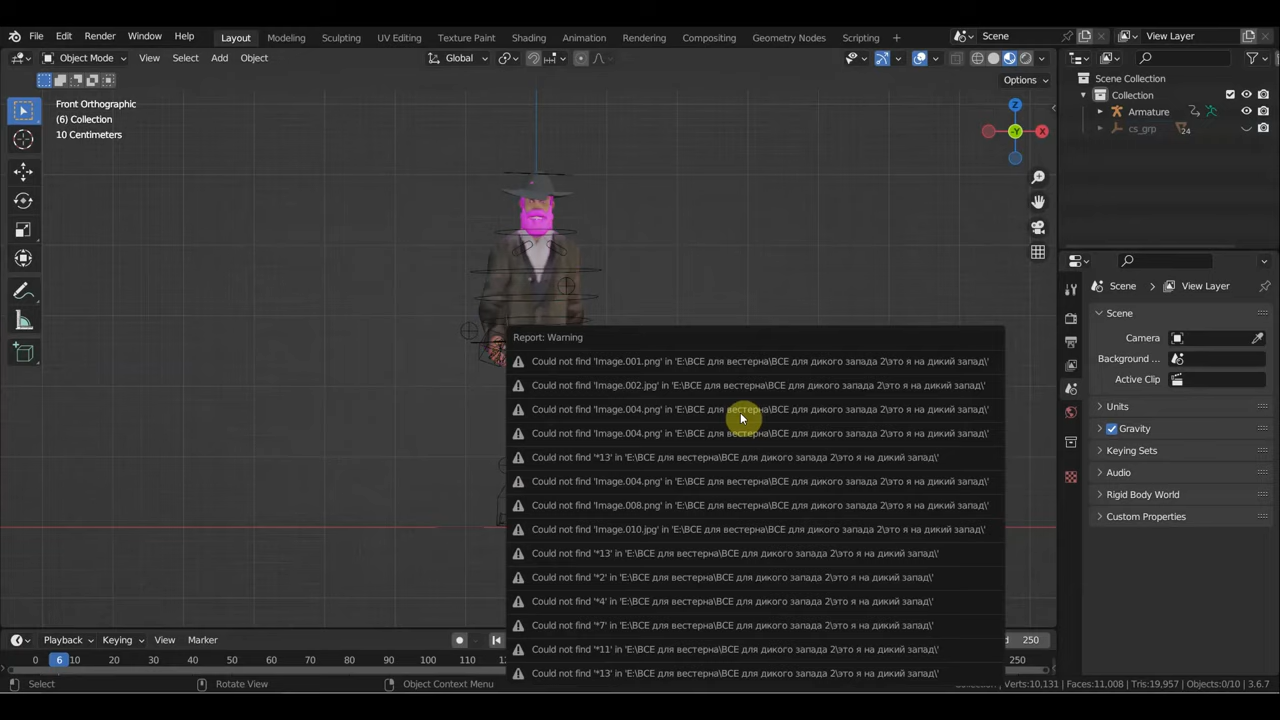 File Edit Render Window Help Layout Modeling Sculpting UV Editing Texture Paint Shading Animation Rendering Compositing Geometry Nodes Scripting + Scene View Layer
Object Mode View Select Add Object Global
Options
Front Orthographic
(6) Collection
10 Centimeters
Z
-Y
X
Scene Collection
Collection
Armature
cs_grp
24
Scene View Layer
Scene
Camera
Background ...
Active Clip
Units
Gravity
Keying Sets
Audio
Rigid Body World
Custom Properties
Report: Warning
Could not find 'Image.001.png' in 'E:\ВСЕ для вестерна\ВСЕ для дикого запада 2\это я на дикий запад\'
Could not find 'Image.002.jpg' in 'E:\ВСЕ для вестерна\ВСЕ для дикого запада 2\это я на дикий запад\'
Could not find 'Image.004.png' in 'E:\ВСЕ для вестерна\ВСЕ для дикого запада 2\это я на дикий запад\'
Could not find 'Image.004.png' in 'E:\ВСЕ для вестерна\ВСЕ для дикого запада 2\это я на дикий запад\'
Could not find '*13' in 'E:\ВСЕ для вестерна\ВСЕ для дикого запада 2\это я на дикий запад\'
Could not find 'Image.004.png' in 'E:\ВСЕ для вестерна\ВСЕ для дикого запада 2\это я на дикий запад\'
Could not find 'Image.008.png' in 'E:\ВСЕ для вестерна\ВСЕ для дикого запада 2\это я на дикий запад\'
Could not find 'Image.010.jpg' in 'E:\ВСЕ для вестерна\ВСЕ для дикого запада 2\это я на дикий запад\'
Could not find '*13' in 'E:\ВСЕ для вестерна\ВСЕ для дикого запада 2\это я на дикий запад\'
Could not find '*2' in 'E:\ВСЕ для вестерна\ВСЕ для дикого запада 2\это я на дикий запад\'
Could not find '*4' in 'E:\ВСЕ для вестерна\ВСЕ для дикого запада 2\это я на дикий запад\'
Could not find '*7' in 'E:\ВСЕ для вестерна\ВСЕ для дикого запада 2\это я на дикий запад\'
Could not find '*11' in 'E:\ВСЕ для вестерна\ВСЕ для дикого запада 2\это я на дикий запад\'
Could not find '*13' in 'E:\ВСЕ для вестерна\ВСЕ для дикого запада 2\это я на дикий запад\'
Playback Keying View Marker 250
0 6 10 20 30 40 50 60 70 80 90 100 110 120 250
Select Rotate View Object Context Menu Verts:10,131 | Faces:11,008 | Tris:19,957 | Objects:0/10 | 3.6.7